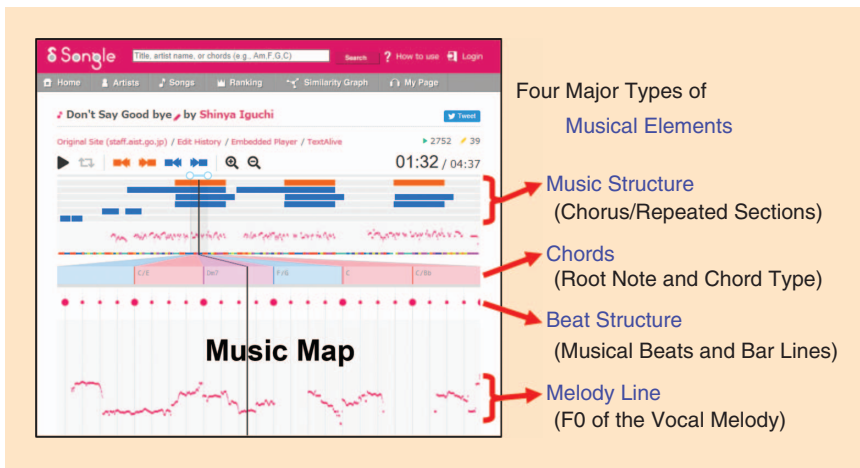 Songle
Title, artist name, or chords (e.g., Am,F,G,C)
Search
? How to use
Login
Home
Artists
Songs
Ranking
Similarity Graph
My Page
Don't Say Good bye by Shinya Iguchi
Tweet
Original Site (staff.aist.go.jp) / Edit History / Embedded Player / TextAlive
2752
39
01:32 / 04:37
C/E
Dm7
F/G
C
C/Bb
Music Map
Four Major Types of
Musical Elements
Music Structure
(Chorus/Repeated Sections)
Chords
(Root Note and Chord Type)
Beat Structure
(Musical Beats and Bar Lines)
Melody Line
(F0 of the Vocal Melody)